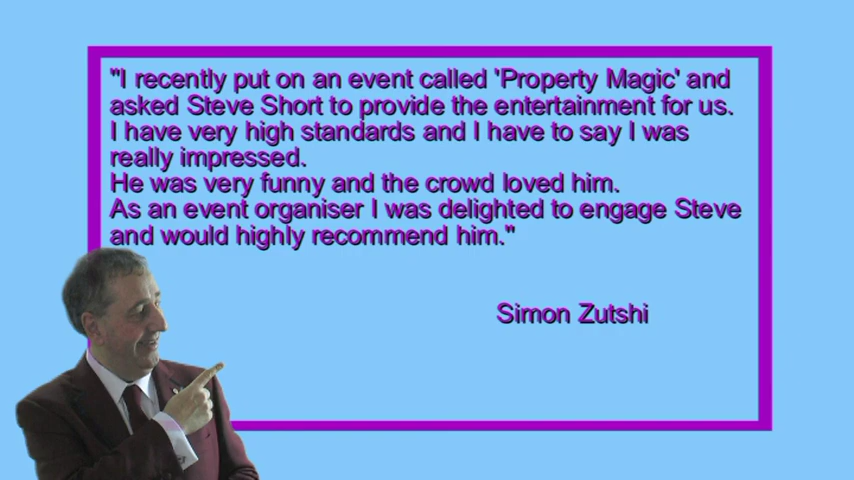 "I recently put on an event called 'Property Magic' and
asked Steve Short to provide the entertainment for us.
I have very high standards and I have to say I was
really impressed.
He was very funny and the crowd loved him.
As an event organiser I was delighted to engage Steve
and would highly recommend him."
Simon Zutshi